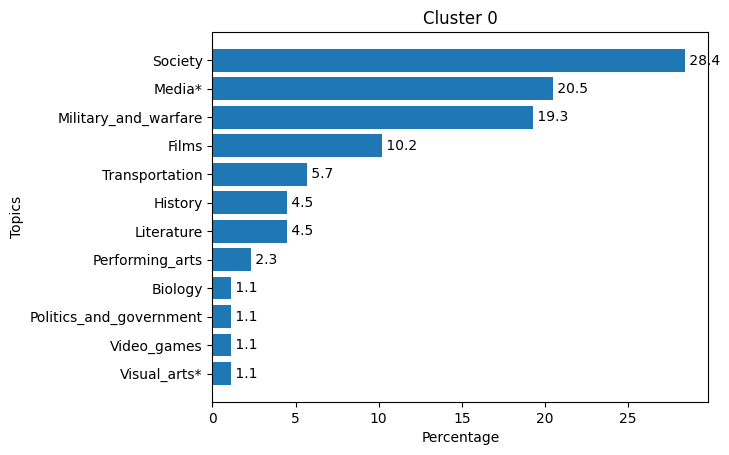 Cluster 0
Topics
Society 28.4
Media* 20.5
Military_and_warfare 19.3
Films 10.2
Transportation 5.7
History 4.5
Literature 4.5
Performing_arts 2.3
Biology 1.1
Politics_and_government 1.1
Video_games 1.1
Visual_arts* 1.1
0 5 10 15 20 25
Percentage